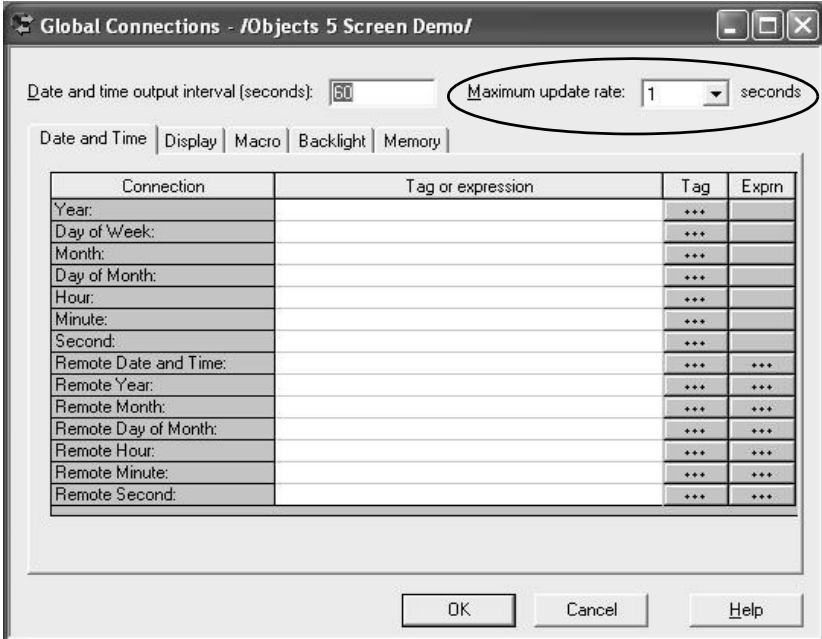 Global Connections - /Objects 5 Screen Demo/
Date and time output interval (seconds): 60 Maximum update rate: 1 seconds
Date and Time Display Macro Backlight Memory
Connection Tag or expression Tag Exprn
Year: ...
Day of Week: ...
Month: ...
Day of Month: ...
Hour: ...
Minute: ...
Second: ...
Remote Date and Time: ... ...
Remote Year: ... ...
Remote Month: ... ...
Remote Day of Month: ... ...
Remote Hour: ... ...
Remote Minute: ... ...
Remote Second: ... ...
OK Cancel Help